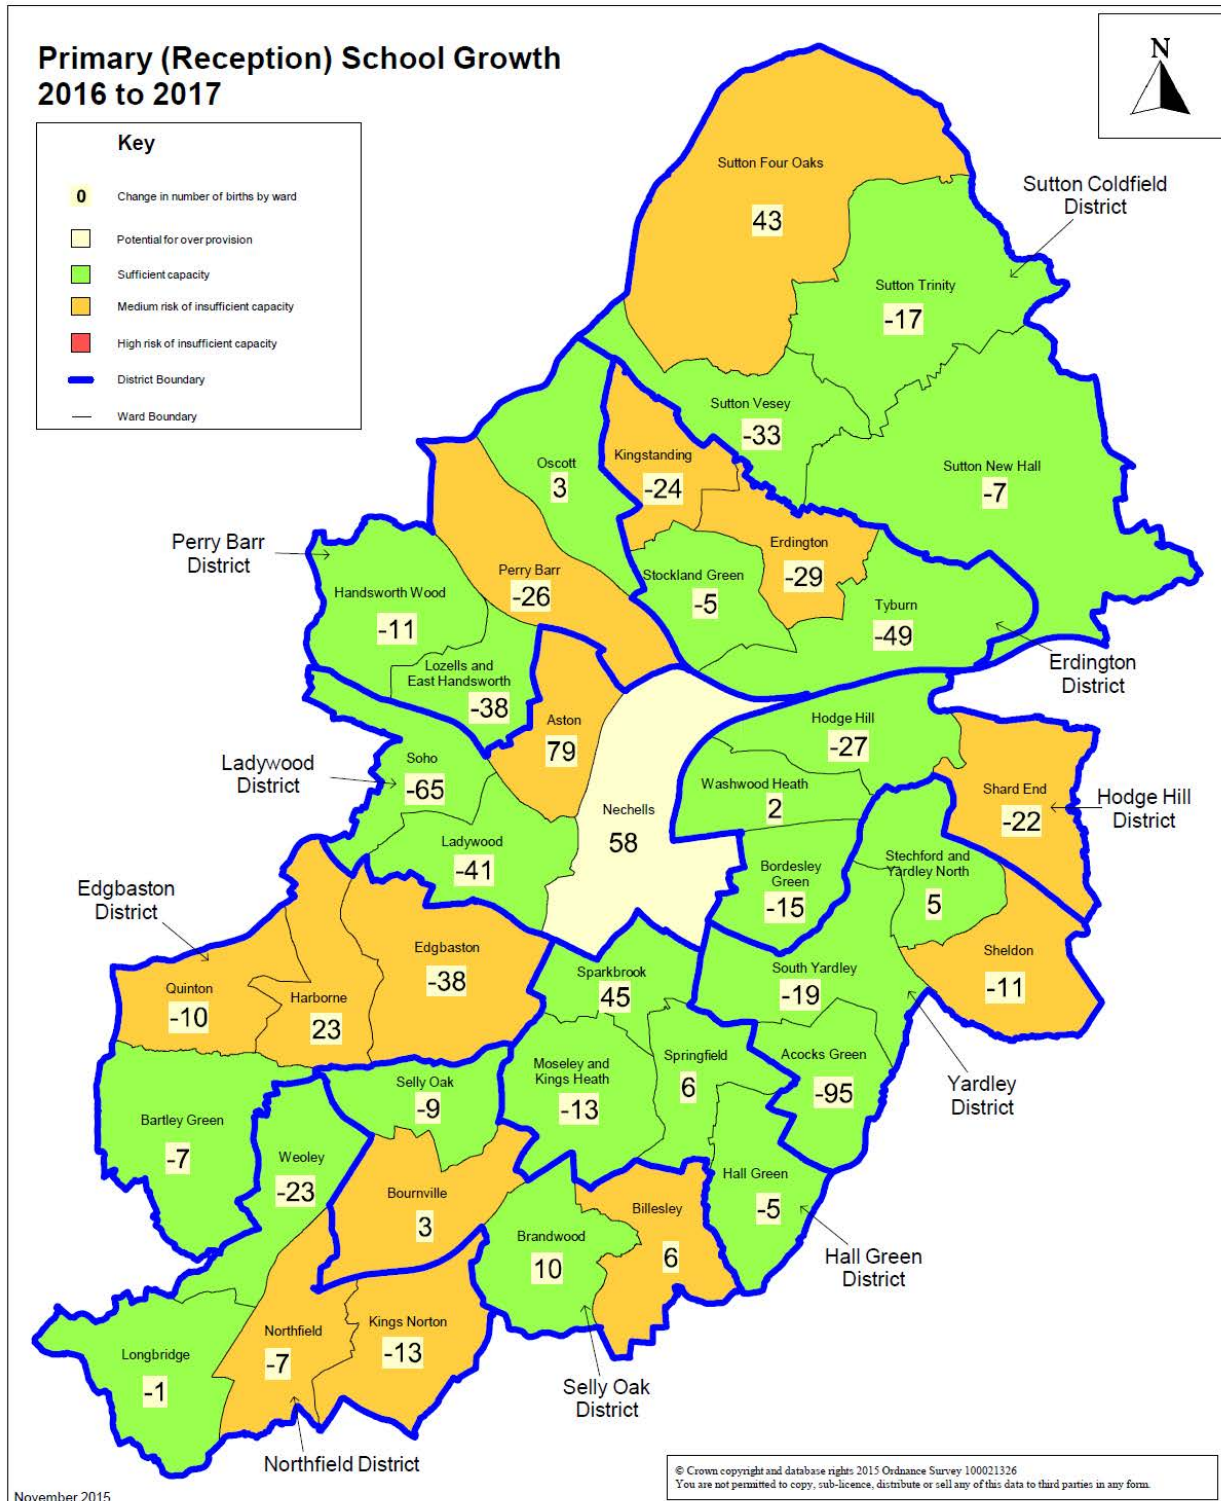 Primary (Reception) School Growth
2016 to 2017
N
Key
0 Change in number of births by ward
Potential for over provision
Sufficient capacity
Medium risk of insufficient capacity
High risk of insufficient capacity
District Boundary
Ward Boundary
Sutton Four Oaks
43
Sutton Coldfield
District
Sutton Trinity
-17
Sutton Vesey
-33
Sutton New Hall
-7
Oscott
3
Kingstanding
-24
Perry Barr
District
Erdington
-29
Perry Barr
-26
Stockland Green
-5
Handsworth Wood
-11
Tyburn
-49
Erdington
District
Lozells and
East Handsworth
-38
Aston
79
Hodge Hill
-27
Ladywood
District
Soho
-65
Washwood Heath
2
Shard End
-22
Hodge Hill
District
Nechells
58
Ladywood
-41
Stechford and
Yardley North
5
Bordesley
Green
-15
Edgbaston
District
Edgbaston
-38
Sheldon
-11
Sparkbrook
45
South Yardley
-19
Quinton
-10
Harborne
23
Moseley and
Kings Heath
-13
Springfield
6
Acocks Green
-95
Yardley
District
Selly Oak
-9
Bartley Green
-7
Weoley
-23
Hall Green
-5
Bournville
3
Billesley
6
Brandwood
10
Hall Green
District
Northfield
-7
Kings Norton
-13
Longbridge
-1
Selly Oak
District
Northfield District
© Crown copyright and database rights 2015 Ordnance Survey 100021326
You are not permitted to copy, sub-licence, distribute or sell any of this data to third parties in any form.
November 2015